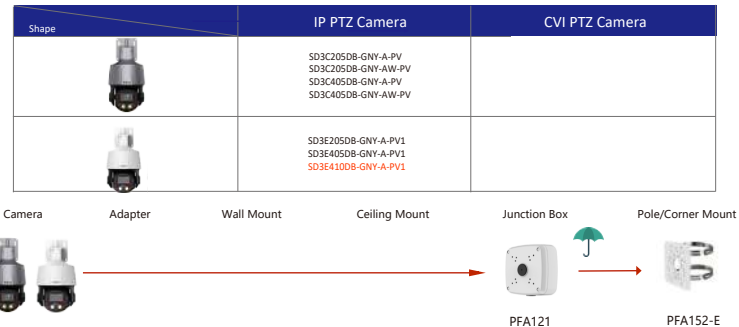 Shape
IP PTZ Camera
CVI PTZ Camera
SD3C205DB-GNY-A-PV
SD3C205DB-GNY-AW-PV
SD3C405DB-GNY-A-PV
SD3C405DB-GNY-AW-PV
SD3E205DB-GNY-A-PV1
SD3E405DB-GNY-A-PV1
SD3E410DB-GNY-A-PV1
Camera
Adapter
Wall Mount
Ceiling Mount
Junction Box
Pole/Corner Mount
PFA121
PFA152-E